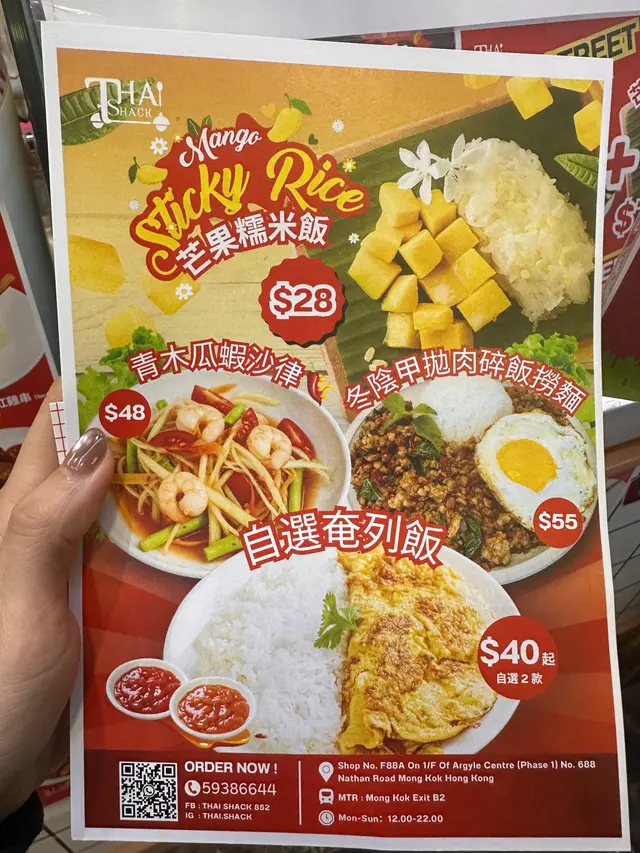 THAI
SHACK
Mango
Sticky Rice
芒果糯米飯
$28
青木瓜蝦沙律
$48
冬陰甲拋肉碎飯撈麵
$55
自選奄列飯
$40起
自選2款
ORDER NOW !
59386644
FB : THAI SHACK 852
IG : THAI.SHACK
Shop No. F88A On 1/F Of Argyle Centre (Phase 1) No. 688
Nathan Road Mong Kok Hong Kong
MTR : Mong Kok Exit B2
Mon-Sun: 12.00-22.00